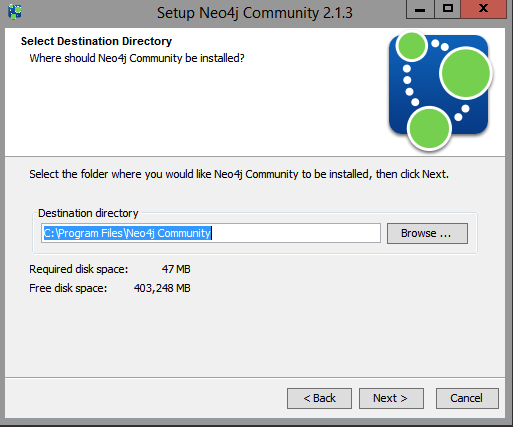 Setup Neo4j Community 2.1.3
Select Destination Directory
Where should Neo4j Community be installed?
Select the folder where you would like Neo4j Community to be installed, then click Next.
Destination directory
C:\Program Files\Neo4j Community
Browse ...
Required disk space: 47 MB
Free disk space: 403,248 MB
< Back
Next >
Cancel